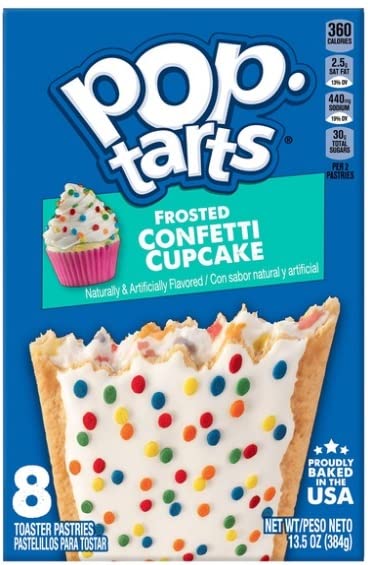 pop.
tarts®
FROSTED
CONFETTI
CUPCAKE
Naturally & Artificially Flavored / Con sabor natural y artificial
360
CALORIES
2.5g
SAT FAT
13% DV
440mg
SODIUM
19% DV
30g
TOTAL
SUGARS
PER 2
PASTRIES
8
TOASTER PASTRIES
PASTELILLOS PARA TOSTAR
PROUDLY
BAKED
IN THE
USA
NET WT/PESO NETO
13.5 OZ (384g)